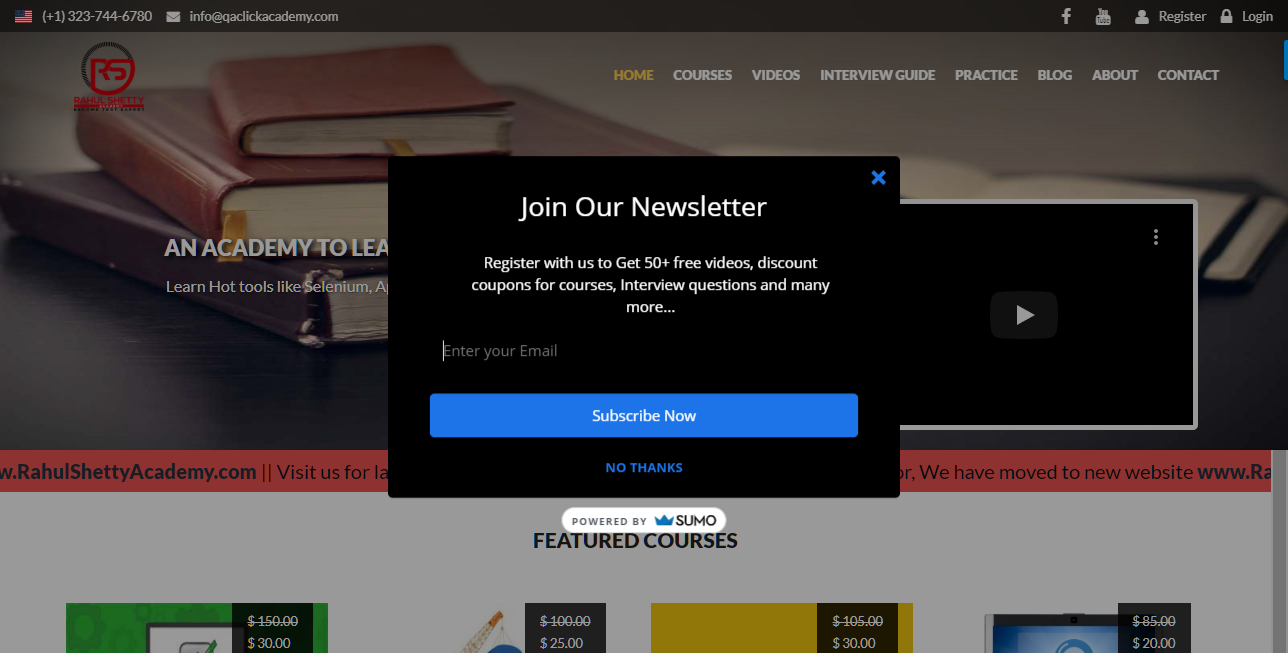 (+1) 323-744-6780 info@qaclickacademy.com Register Login
RS
RAHUL SHETTY
HOME COURSES VIDEOS INTERVIEW GUIDE PRACTICE BLOG ABOUT CONTACT
Join Our Newsletter
AN ACADEMY TO LEA
Register with us to Get 50+ free videos, discount
coupons for courses, Interview questions and many
more...
Learn Hot tools like Selenium, A
Enter your Email
Subscribe Now
NO THANKS
w.RahulShettyAcademy.com || Visit us for la
or, We have moved to new website www.Ra
POWERED BY SUMO
FEATURED COURSES
$ 150.00 $ 100.00 $ 105.00 $ 85.00
$ 30.00 $ 25.00 $ 30.00 $ 20.00